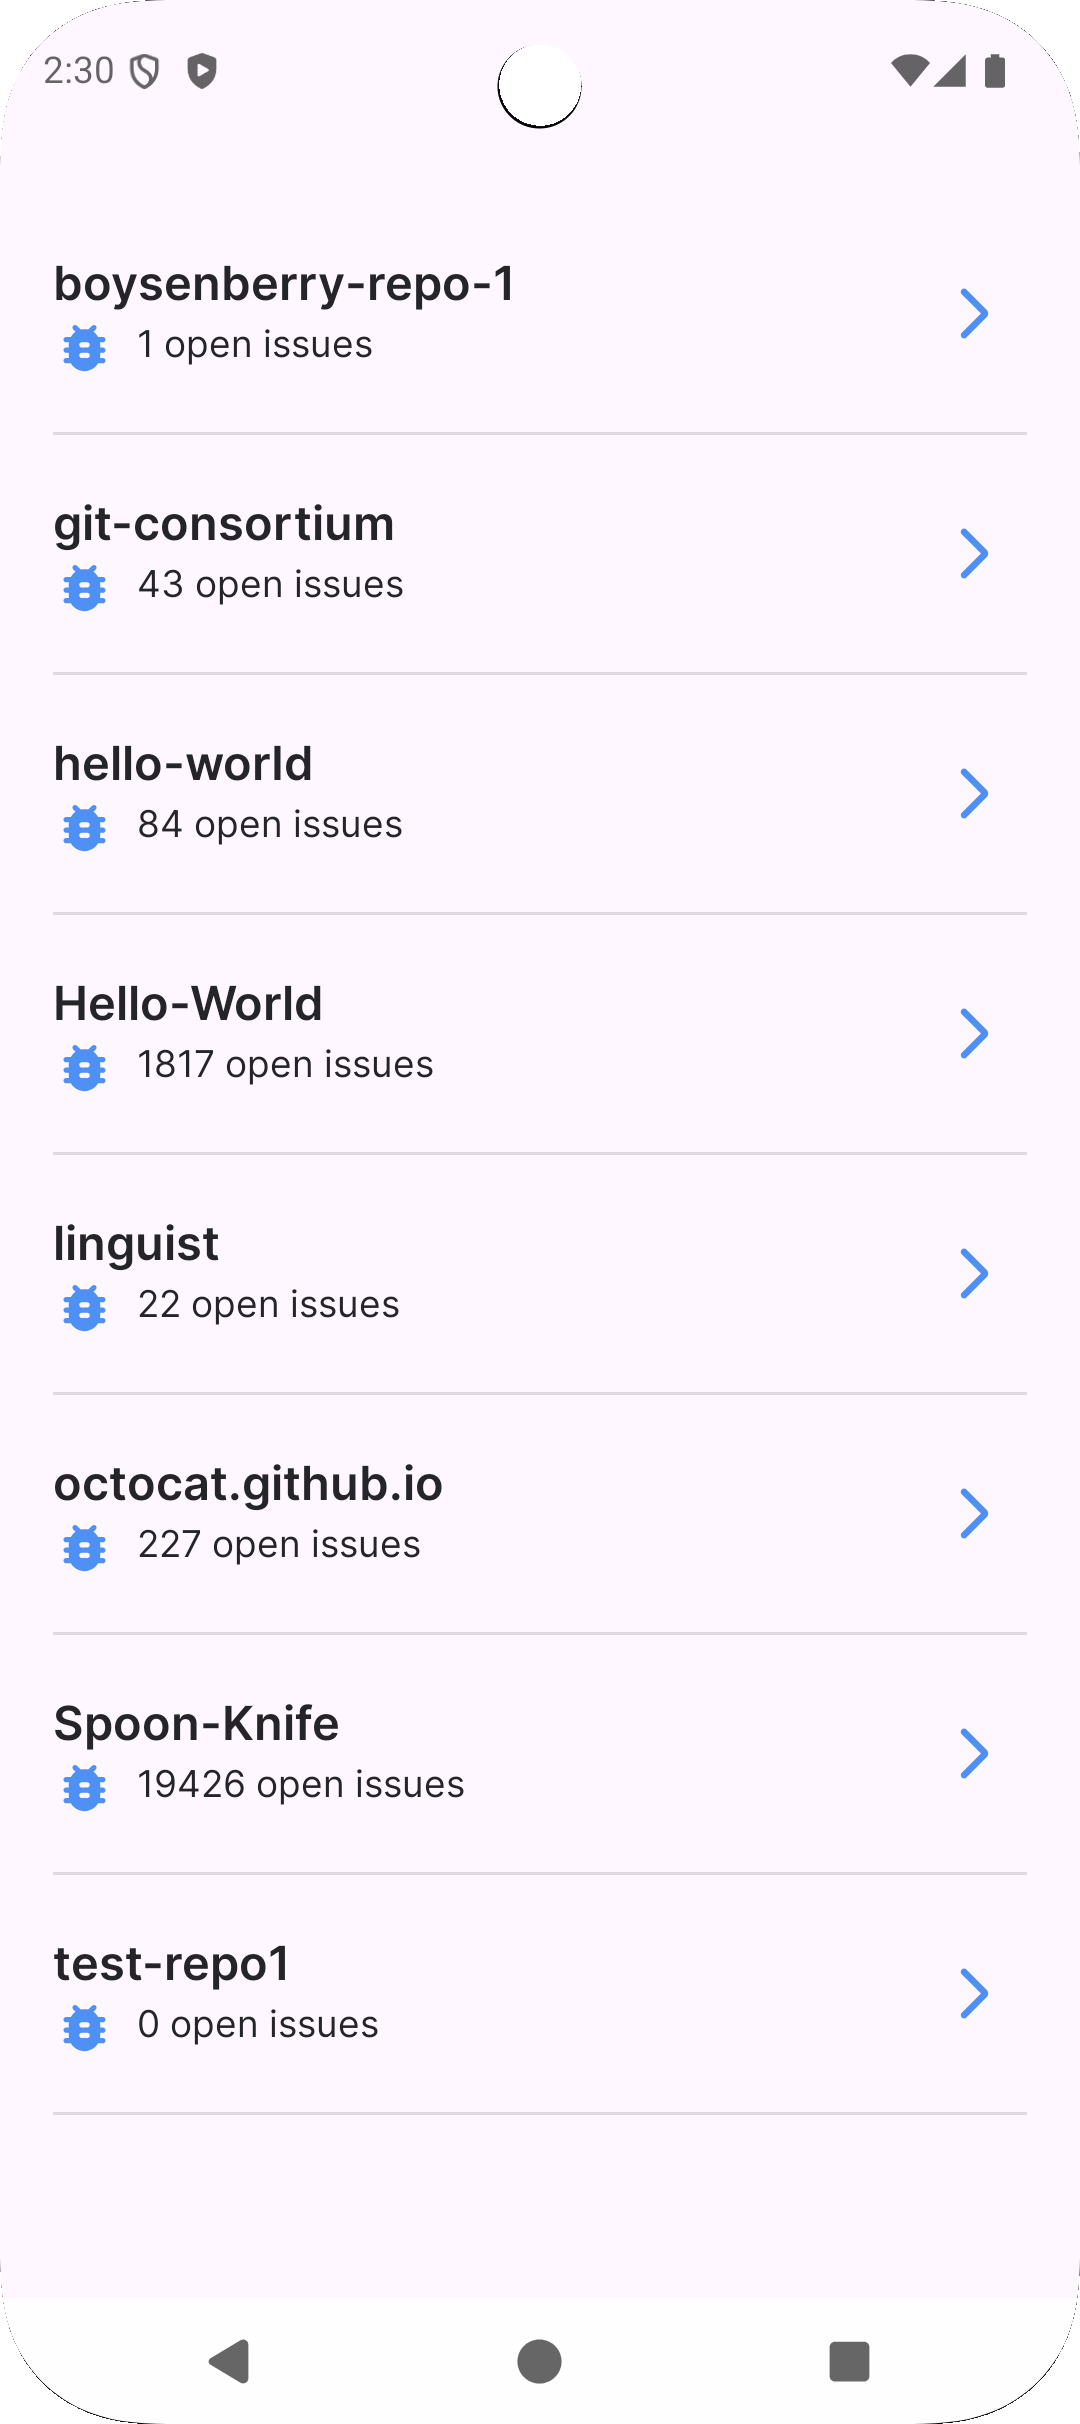 2:30
boysenberry-repo-1
1 open issues
git-consortium
43 open issues
hello-world
84 open issues
Hello-World
1817 open issues
linguist
22 open issues
octocat.github.io
227 open issues
Spoon-Knife
19426 open issues
test-repo1
0 open issues